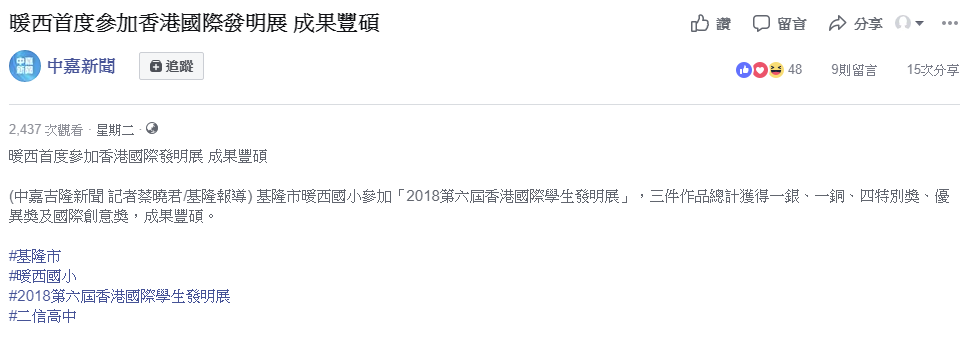 暖西首度參加香港國際發明展 成果豐碩
讚 留言 分享
中嘉新聞
中嘉新聞 追蹤
48 9則留言 15次分享
2,437 次觀看 · 星期二 ·
暖西首度參加香港國際發明展 成果豐碩
(中嘉吉隆新聞 記者蔡曉君/基隆報導) 基隆市暖西國小參加「2018第六屆香港國際學生發明展」，三件作品總計獲得一銀、一銅、四特別獎、優
異獎及國際創意獎，成果豐碩。
#基隆市
#暖西國小
#2018第六屆香港國際學生發明展
#二信高中